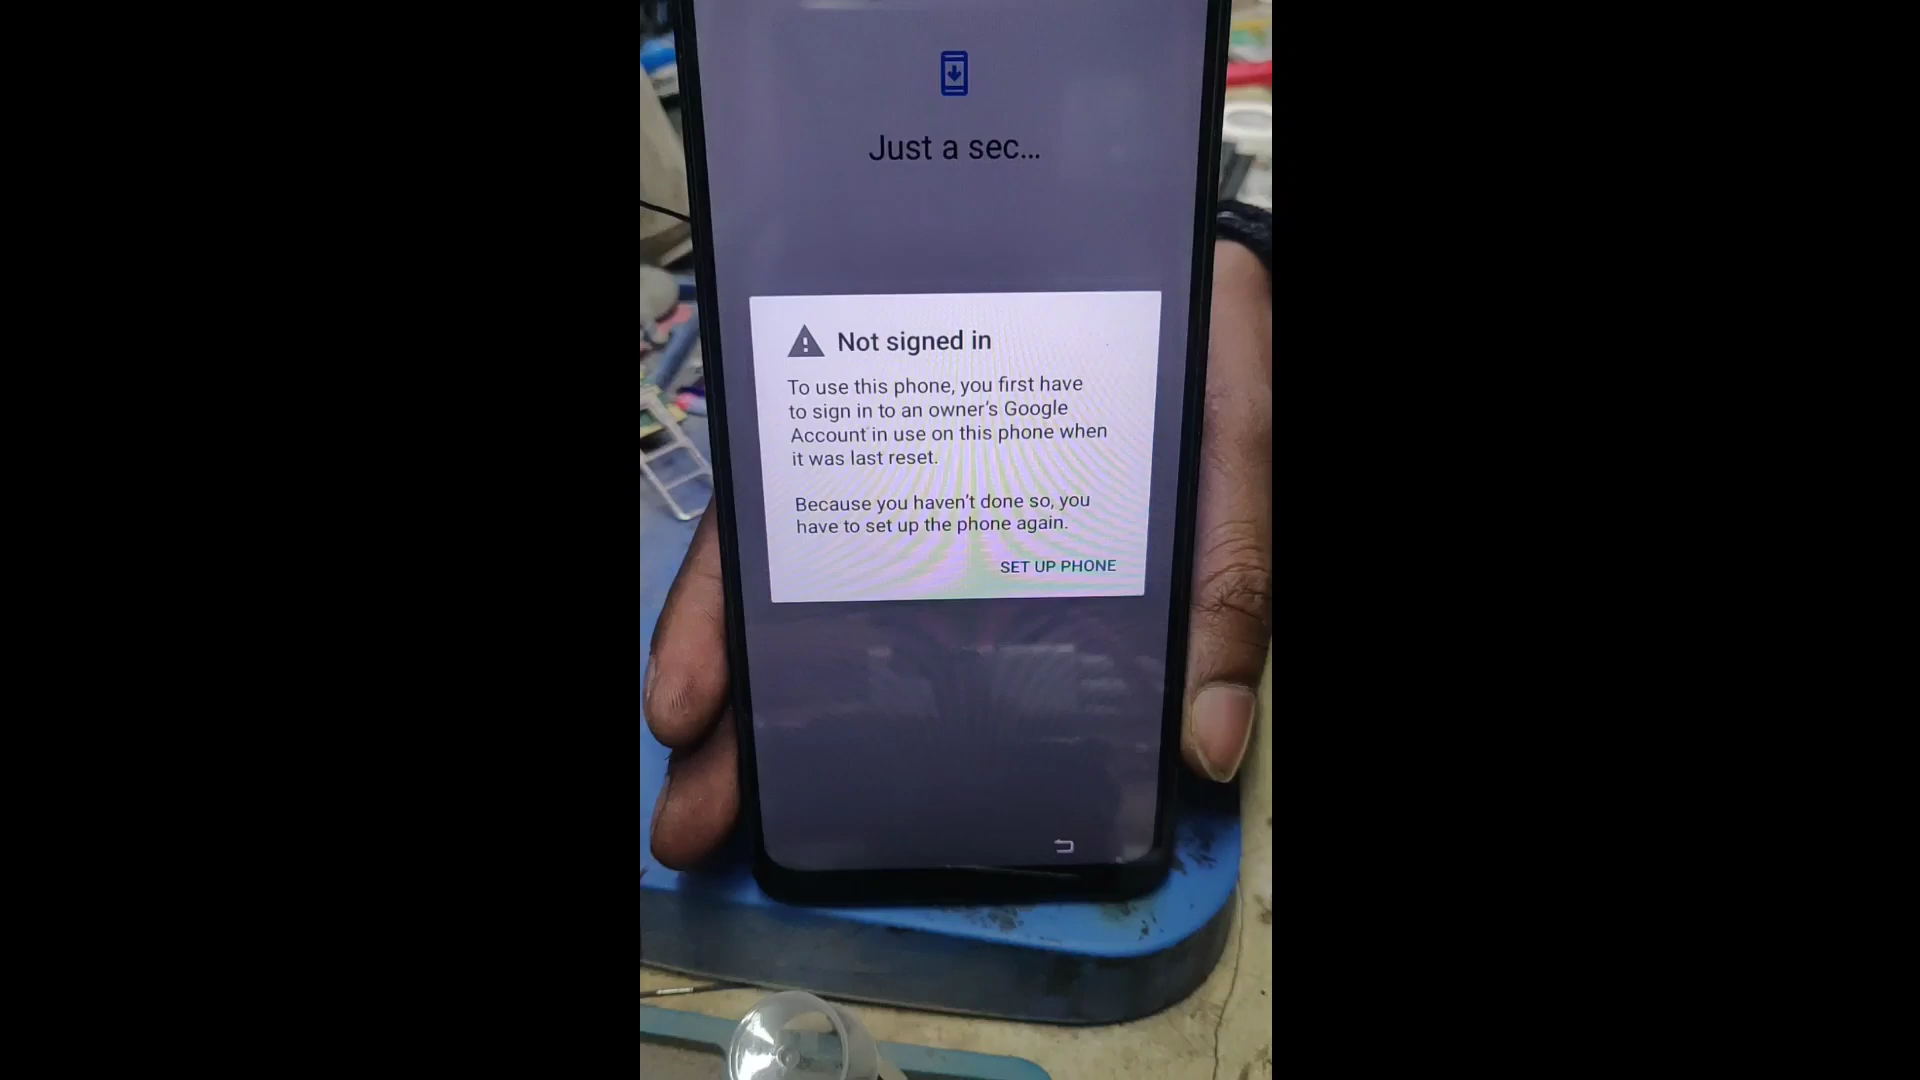 Just a sec...
Not signed in
To use this phone, you first have
to sign in to an owner's Google
Account in use on this phone when
it was last reset.
Because you haven't done so, you
have to set up the phone again.
SET UP PHONE